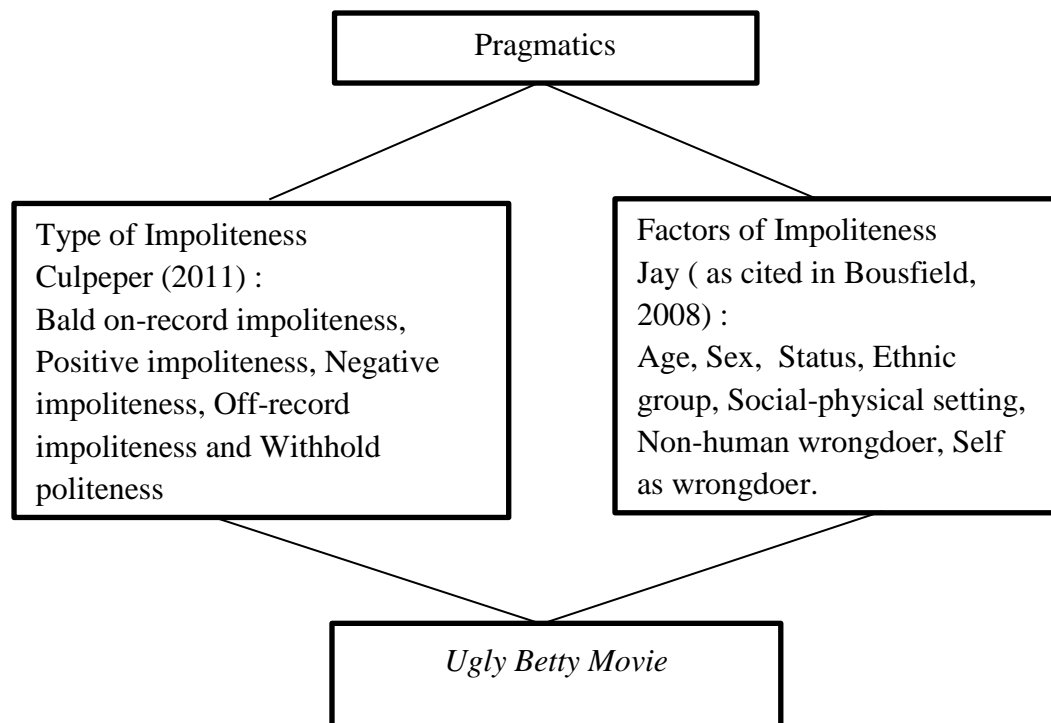 Pragmatics
Type of Impoliteness
Culpeper (2011) :
Bald on-record impoliteness,
Positive impoliteness, Negative
impoliteness, Off-record
impoliteness and Withhold
politeness
Factors of Impoliteness
Jay ( as cited in Bousfield,
2008) :
Age, Sex,  Status, Ethnic
group, Social-physical setting,
Non-human wrongdoer, Self
as wrongdoer.
Ugly Betty Movie